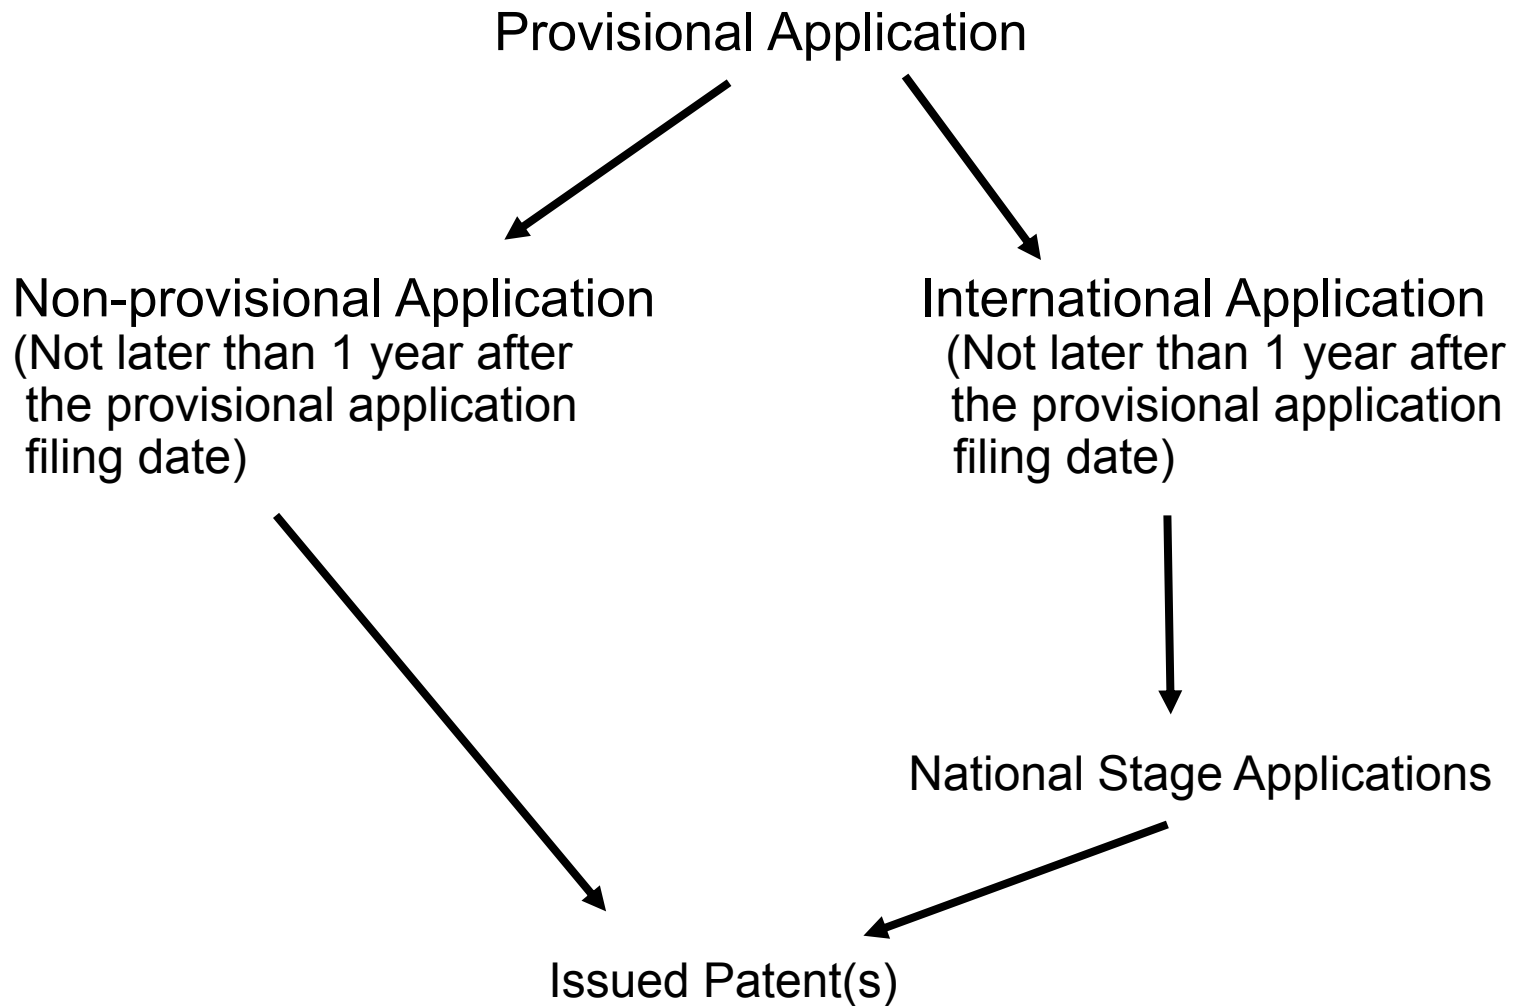 Provisional Application
Non-provisional Application
(Not later than 1 year after
the provisional application
filing date)
International Application
(Not later than 1 year after
the provisional application
filing date)
National Stage Applications
Issued Patent(s)